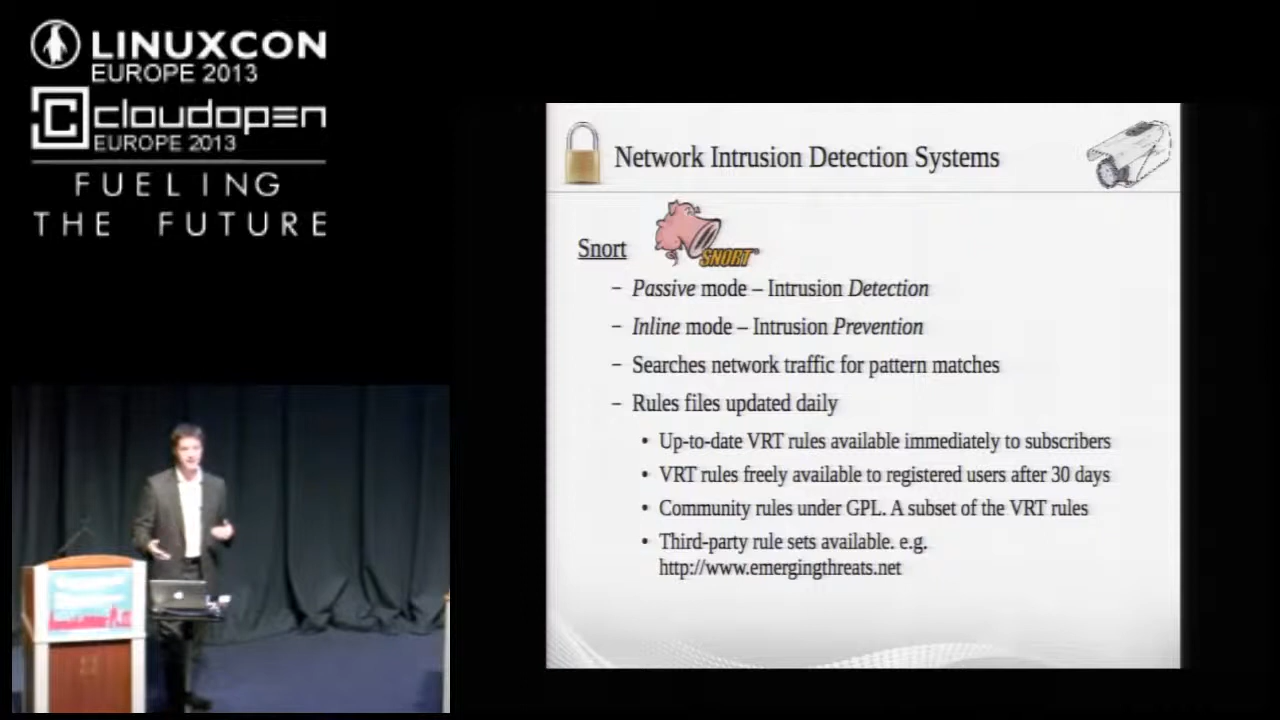 LINUXCON
EUROPE 2013
cloudopen
EUROPE 2013
FUELING
THE FUTURE
Network Intrusion Detection Systems
Snort
SNORT
– Passive mode – Intrusion Detection
– Inline mode – Intrusion Prevention
– Searches network traffic for pattern matches
– Rules files updated daily
• Up-to-date VRT rules available immediately to subscribers
• VRT rules freely available to registered users after 30 days
• Community rules under GPL. A subset of the VRT rules
• Third-party rule sets available. e.g.
http://www.emergingthreats.net